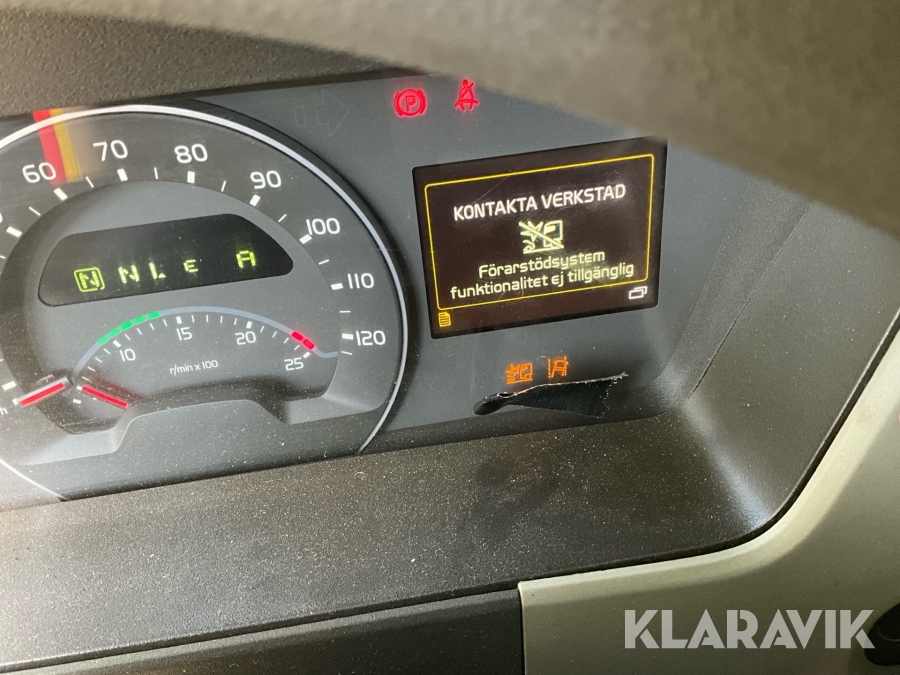 P
KONTAKTA VERKSTAD
Förarstödsystem
funktionalitet ej tillgänglig
60
70
80
90
100
110
120
N N L E A
10
15
20
25
r/min x 100
KLARAVIK